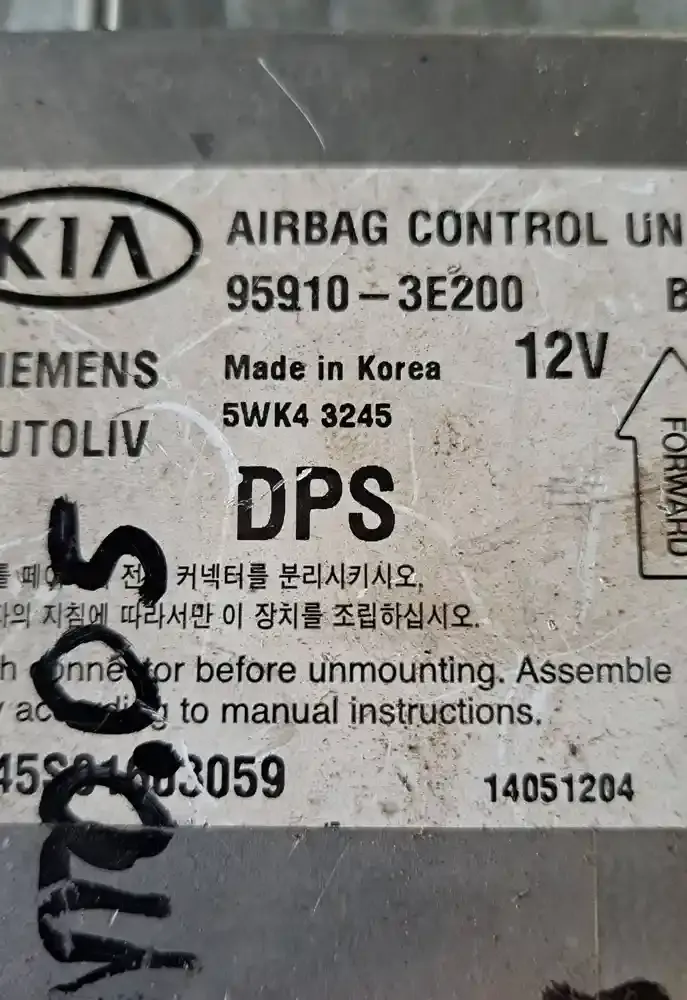 KIA
AIRBAG CONTROL UN
95910-3E200 B
IEMENS
Made in Korea 12V
UTOLIV
5WK4 3245
FORWARD
DPS
커넥터를 분리시키시오.
지침에 따라서만 이 장치를 조립하십시오.
before unmounting. Assemble
to manual instructions.
3059
14051204